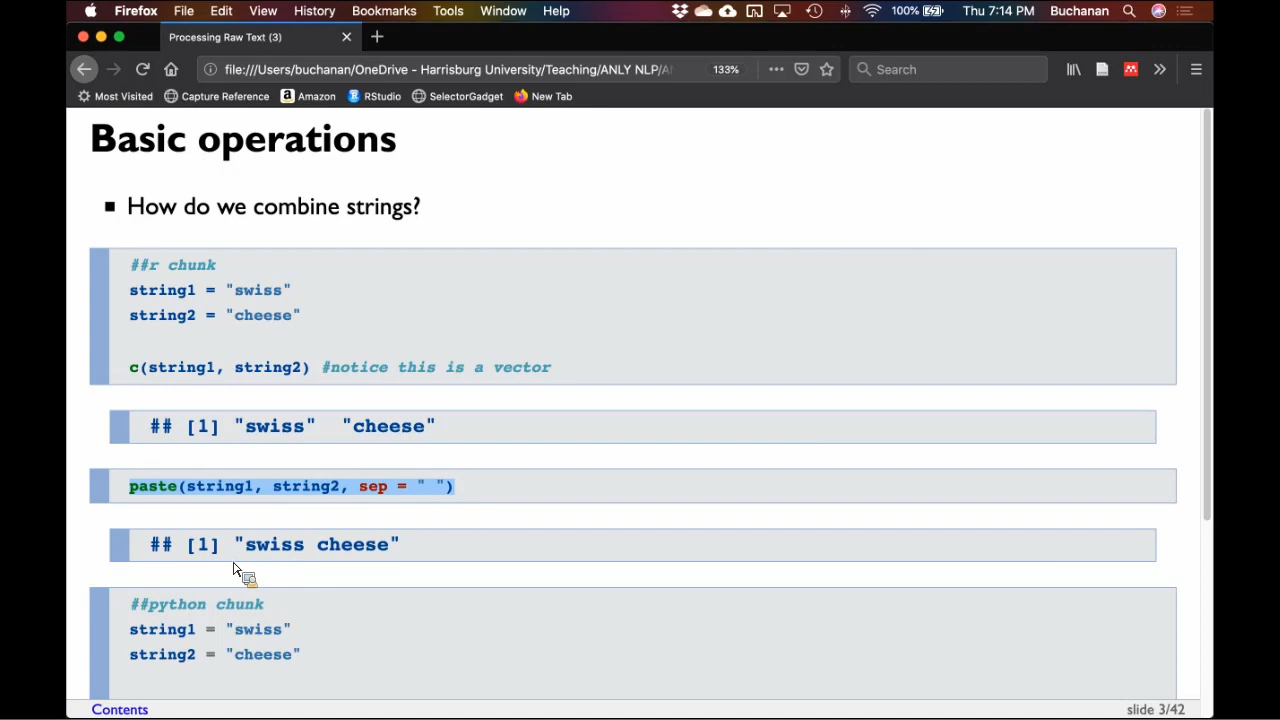 Firefox File Edit View History Bookmarks Tools Window Help 100% Thu 7:14 PM Buchanan
Processing Raw Text (3)
file:///Users/buchanan/OneDrive - Harrisburg University/Teaching/ANLY NLP/ 133% Search
Most Visited Capture Reference Amazon RStudio SelectorGadget New Tab
Basic operations
How do we combine strings?
##r chunk
string1 = "swiss"
string2 = "cheese"
c(string1, string2) #notice this is a vector
## [1] "swiss"  "cheese"
paste(string1, string2, sep = " ")
## [1] "swiss cheese"
##python chunk
string1 = "swiss"
string2 = "cheese"
Contents slide 3/42